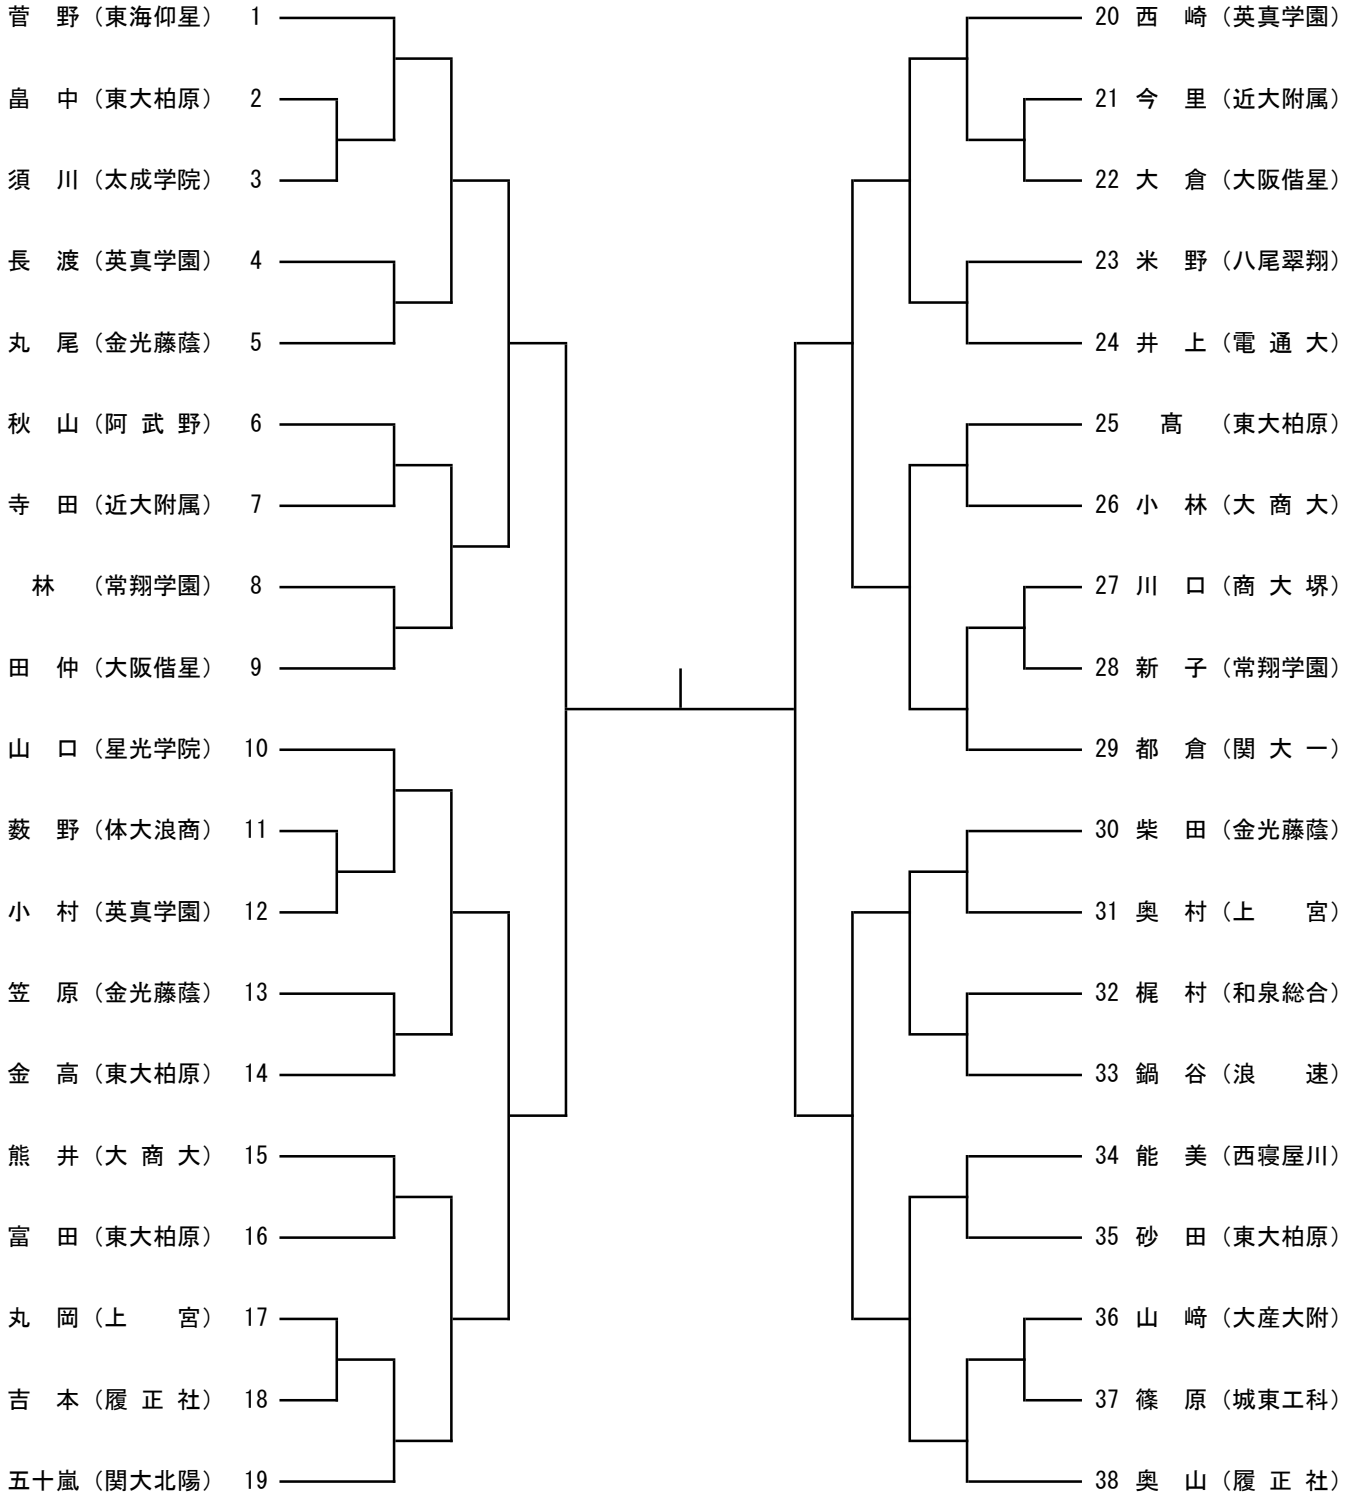 菅　野（東海仰星）　1
畠　中（東大柏原）　2
須　川（太成学院）　3
長　渡（英真学園）　4
丸　尾（金光藤蔭）　5
秋　山（阿 武 野）　6
寺　田（近大附属）　7
林　（常翔学園）　8
田　仲（大阪偕星）　9
山　口（星光学院）　10
薮　野（体大浪商）　11
小　村（英真学園）　12
笠　原（金光藤蔭）　13
金　高（東大柏原）　14
熊　井（大 商 大）　15
富　田（東大柏原）　16
丸　岡（上　　宮）　17
吉　本（履 正 社）　18
五十嵐（関大北陽）　19
20 西　崎（英真学園）
21 今　里（近大附属）
22 大　倉（大阪偕星）
23 米　野（八尾翠翔）
24 井　上（電 通 大）
25 髙　（東大柏原）
26 小　林（大 商 大）
27 川　口（商 大 堺）
28 新　子（常翔学園）
29 都　倉（関 大 一）
30 柴　田（金光藤蔭）
31 奥　村（上　　宮）
32 梶　村（和泉総合）
33 鍋　谷（浪　　速）
34 能　美（西寝屋川）
35 砂　田（東大柏原）
36 山　﨑（大産大附）
37 篠　原（城東工科）
38 奥　山（履 正 社）